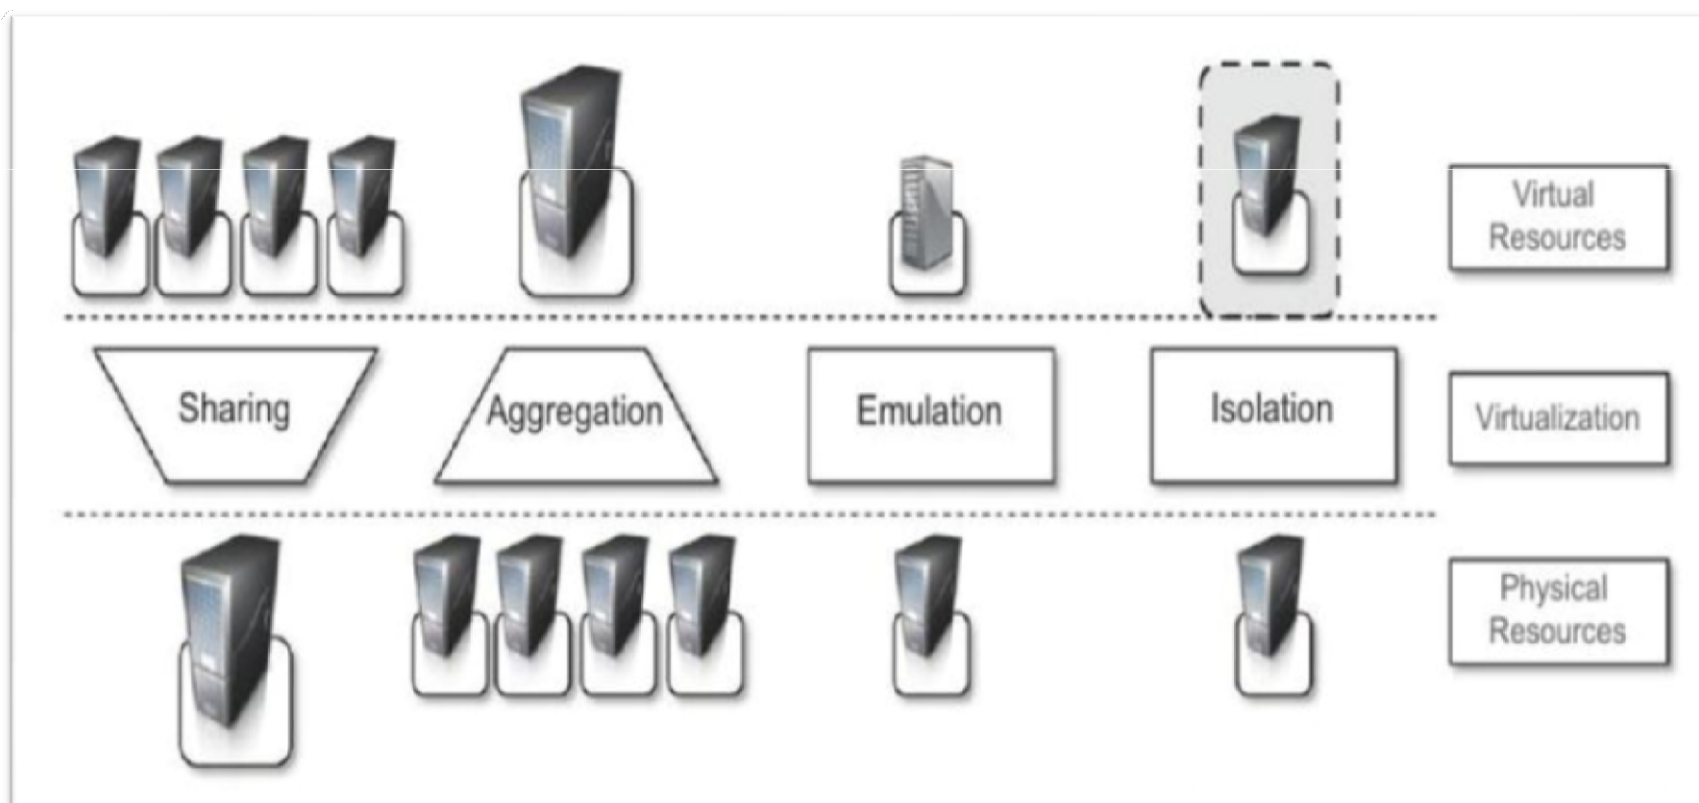 Virtual
Resources
Sharing
Aggregation
Emulation
Isolation
Virtualization
Physical
Resources